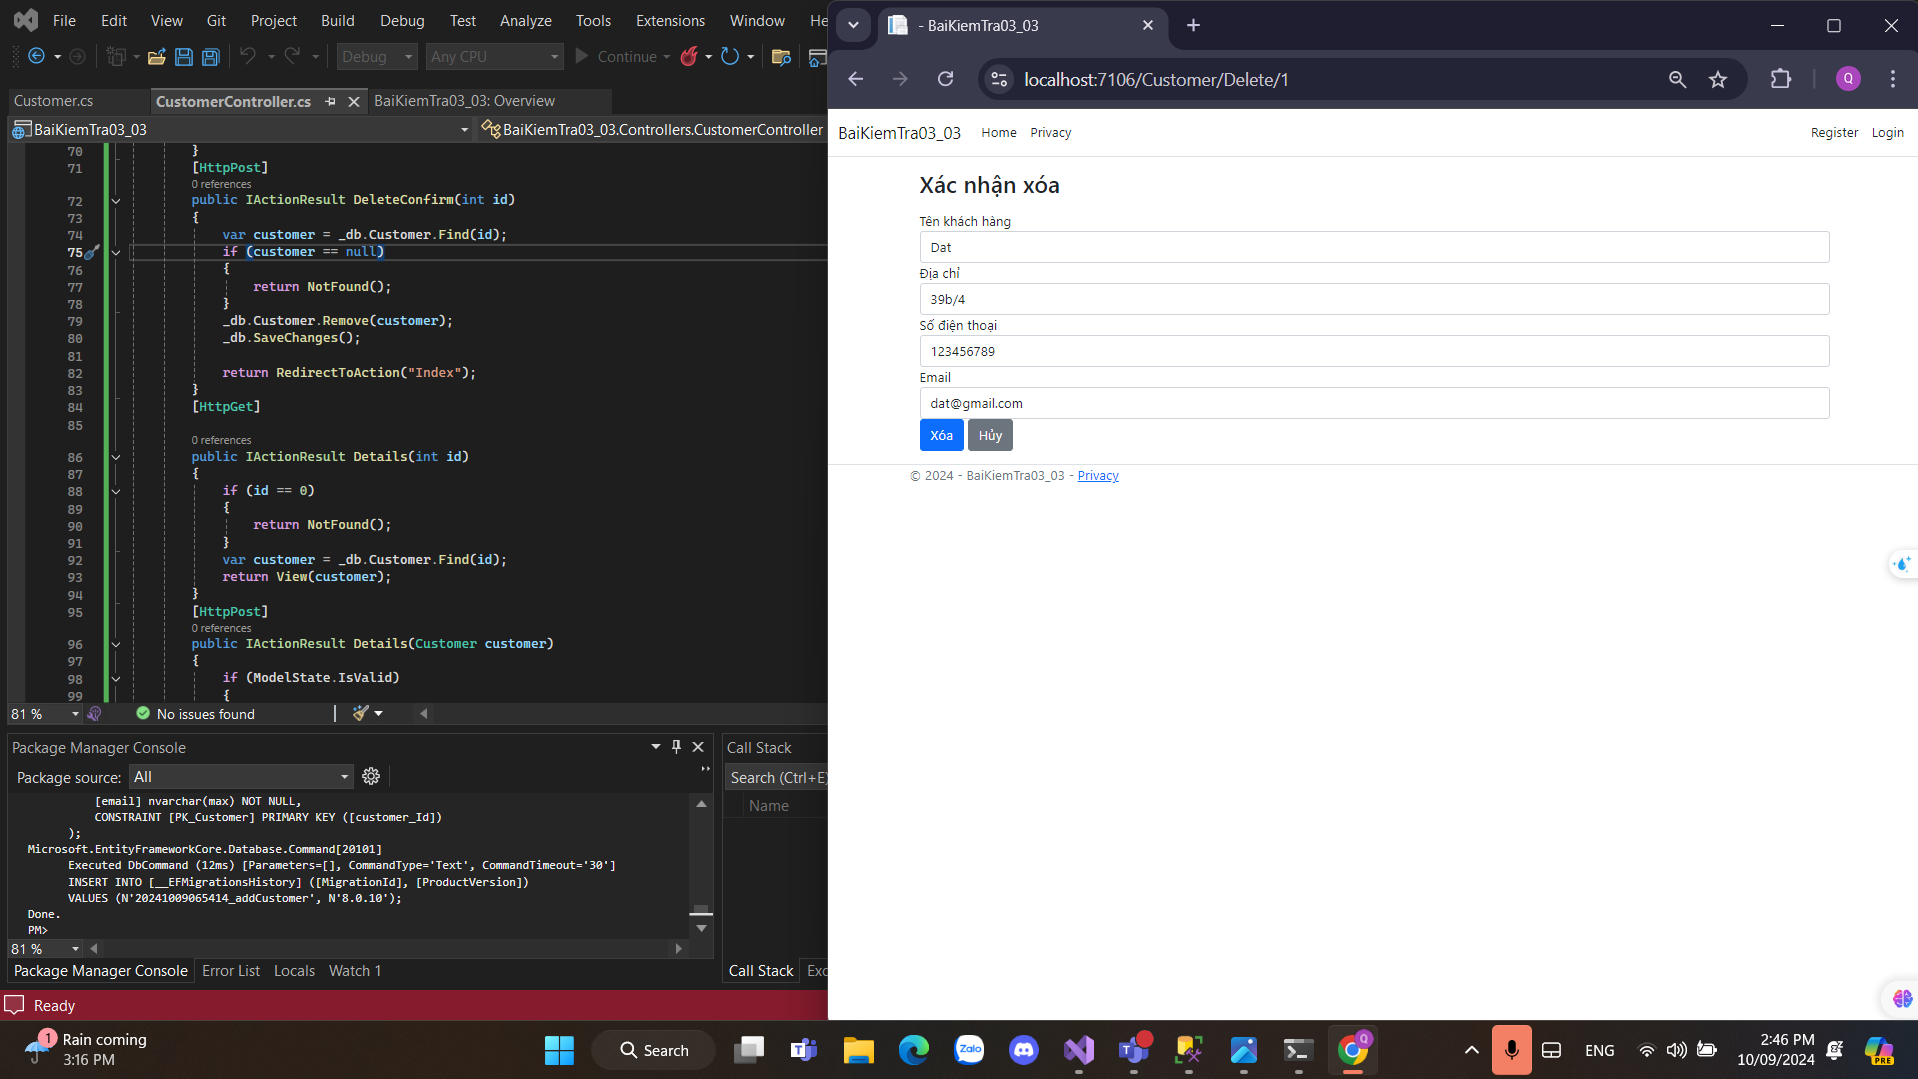 File Edit View Git Project Build Debug Test Analyze Tools Extensions Window He
Debug Any CPU Continue
Customer.cs CustomerController.cs BaiKiemTra03_03: Overview
BaiKiemTra03_03 BaiKiemTra03_03.Controllers.CustomerController
70 }
71 [HttpPost]
0 references
72 public IActionResult DeleteConfirm(int id)
73 {
74 var customer = _db.Customer.Find(id);
75 if (customer == null)
76 {
77 return NotFound();
78 }
79 _db.Customer.Remove(customer);
80 _db.SaveChanges();
81
82 return RedirectToAction("Index");
83 }
84 [HttpGet]
85
0 references
86 public IActionResult Details(int id)
87 {
88 if (id == 0)
89 {
90 return NotFound();
91 }
92 var customer = _db.Customer.Find(id);
93 return View(customer);
94 }
95 [HttpPost]
0 references
96 public IActionResult Details(Customer customer)
97 {
98 if (ModelState.IsValid)
99 {
81 % No issues found
Package Manager Console
Package source: All
[email] nvarchar(max) NOT NULL,
CONSTRAINT [PK_Customer] PRIMARY KEY ([customer_Id])
);
Microsoft.EntityFrameworkCore.Database.Command[20101]
Executed DbCommand (12ms) [Parameters=[], CommandType='Text', CommandTimeout='30']
INSERT INTO [__EFMigrationsHistory] ([MigrationId], [ProductVersion])
VALUES (N'20241009065414_addCustomer', N'8.0.10');
Done.
PM>
81 %
Package Manager Console Error List Locals Watch 1
Call Stack
Search (Ctrl+E)
Name
Call Stack Exc
Ready
- BaiKiemTra03_03
localhost:7106/Customer/Delete/1
Q
BaiKiemTra03_03 Home Privacy Register Login
Xác nhận xóa
Tên khách hàng
Dat
Địa chỉ
39b/4
Số điện thoại
123456789
Email
dat@gmail.com
Xóa Hủy
© 2024 - BaiKiemTra03_03 - Privacy
1
Rain coming
3:16 PM
Search
Zalo
Q
ENG
2:46 PM
10/09/2024
PRE